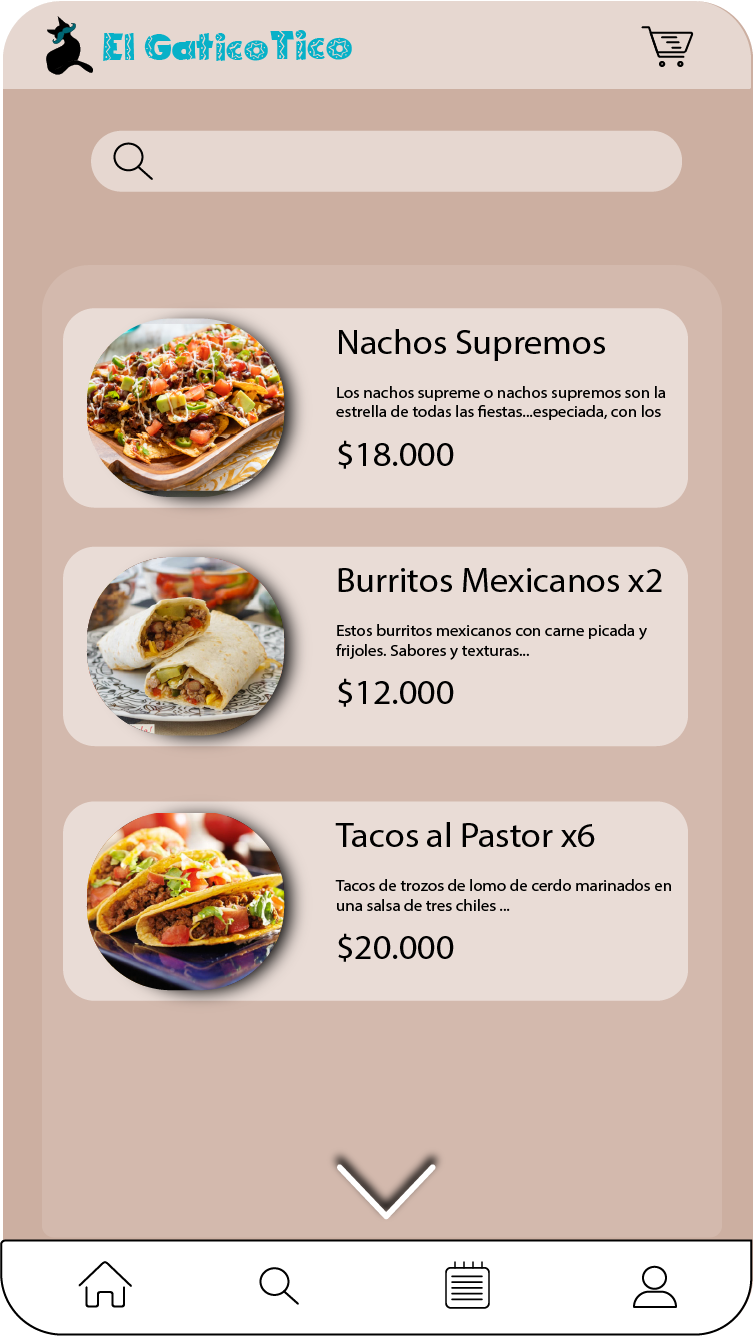 El GaticoTico
Nachos Supremos
Los nachos supreme o nachos supremos son la
estrella de todas las fiestas...especiada, con los
$18.000
Burritos Mexicanos x2
Estos burritos mexicanos con carne picada y
frijoles. Sabores y texturas...
$12.000
Tacos al Pastor x6
Tacos de trozos de lomo de cerdo marinados en
una salsa de tres chiles ...
$20.000